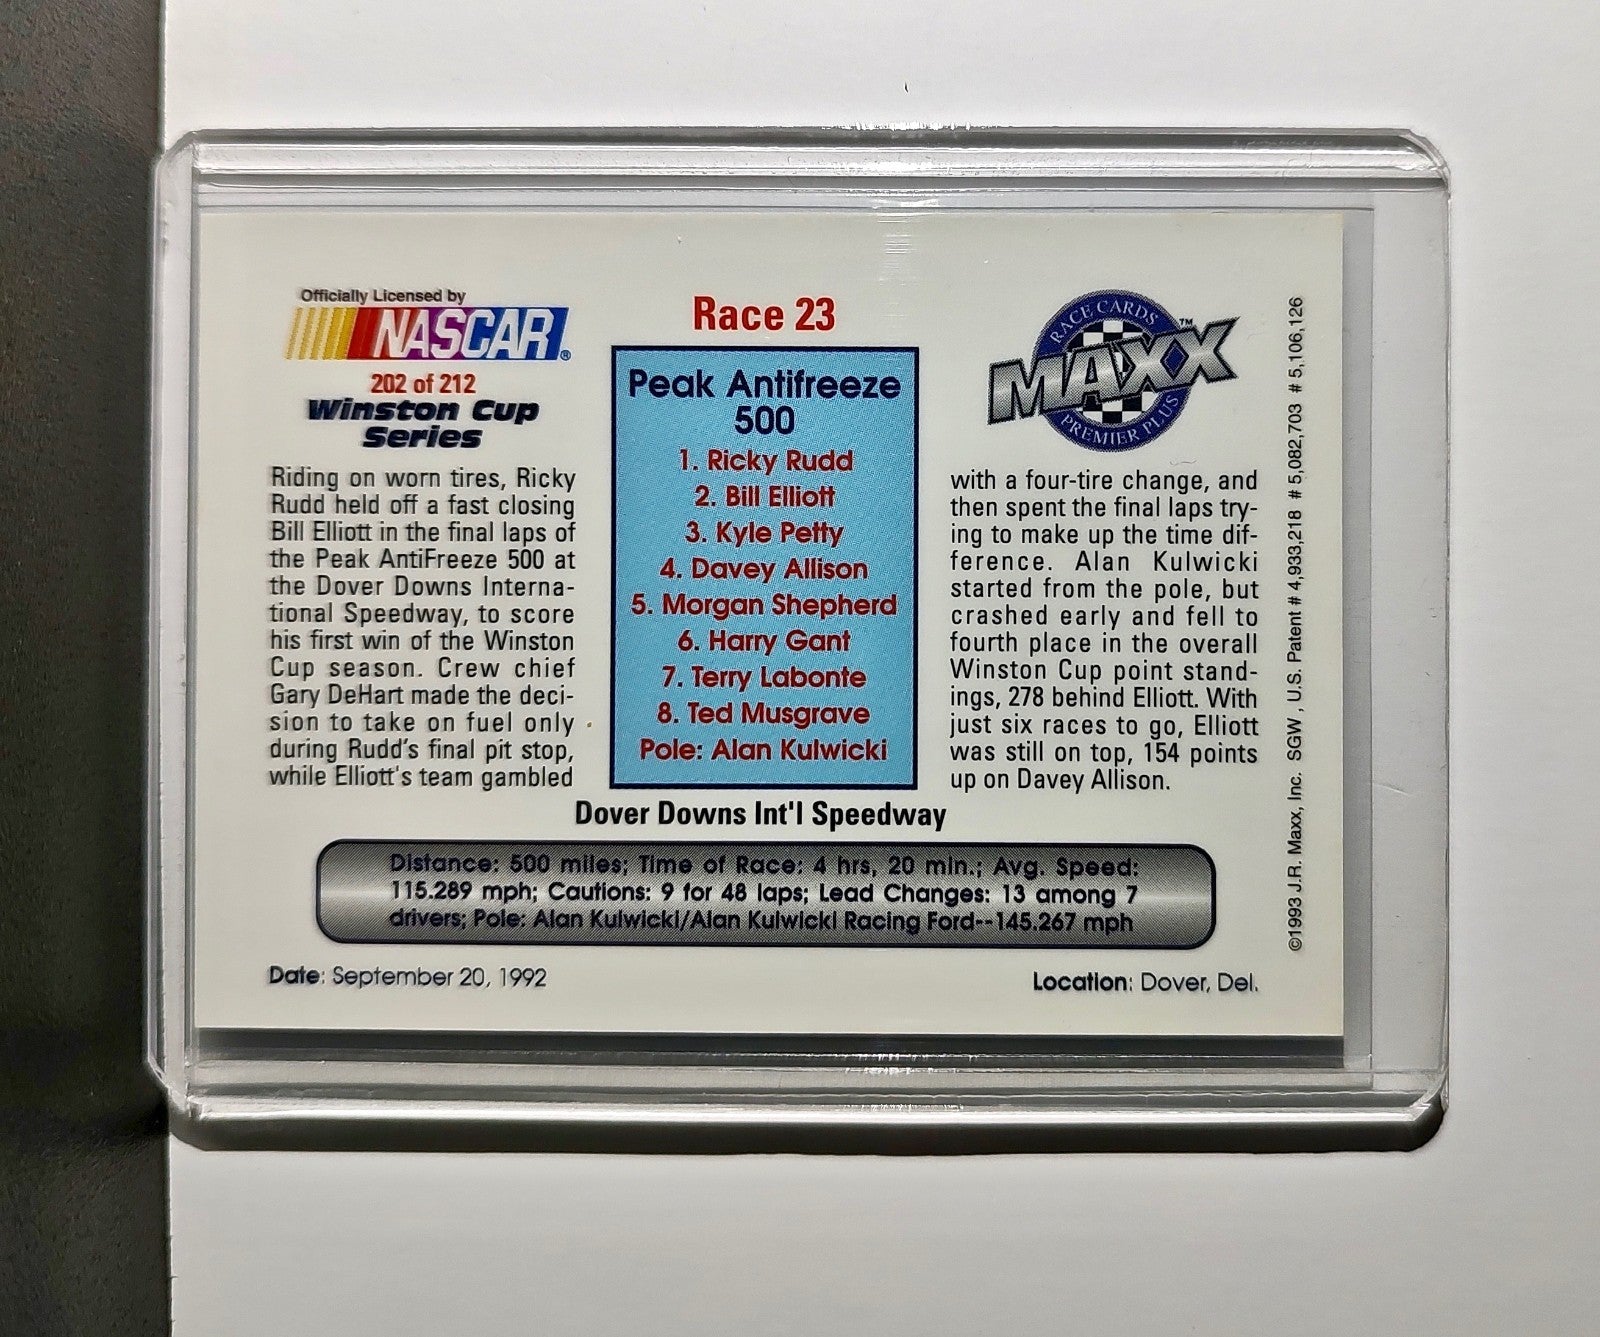 Officially Licensed by
NASCAR®
202 of 212
Winston Cup
Series
Riding on worn tires, Ricky
Rudd held off a fast closing
Bill Elliott in the final laps of
the Peak AntiFreeze 500 at
the Dover Downs Interna-
tional Speedway, to score
his first win of the Winston
Cup season. Crew chief
Gary DeHart made the deci-
sion to take on fuel only
during Rudd's final pit stop,
while Elliott's team gambled
Race 23
Peak Antifreeze
500
1. Ricky Rudd
2. Bill Elliott
3. Kyle Petty
4. Davey Allison
5. Morgan Shepherd
6. Harry Gant
7. Terry Labonte
8. Ted Musgrave
Pole: Alan Kulwicki
RACE CARDS
MAXX™
PREMIER PLUS
with a four-tire change, and
then spent the final laps try-
ing to make up the time dif-
ference. Alan Kulwicki
started from the pole, but
crashed early and fell to
fourth place in the overall
Winston Cup point stand-
ings, 278 behind Elliott. With
just six races to go, Elliott
was still on top, 154 points
up on Davey Allison.
©1993 J.R. Maxx, Inc. SGW , U.S. Patent # 4,933,218 # 5,082,703 # 5,106,126
Dover Downs Int'l Speedway
Distance: 500 miles; Time of Race: 4 hrs, 20 min.; Avg. Speed:
115.289 mph; Cautions: 9 for 48 laps; Lead Changes: 13 among 7
drivers; Pole: Alan Kulwicki/Alan Kulwicki Racing Ford--145.267 mph
Date: September 20, 1992
Location: Dover, Del.